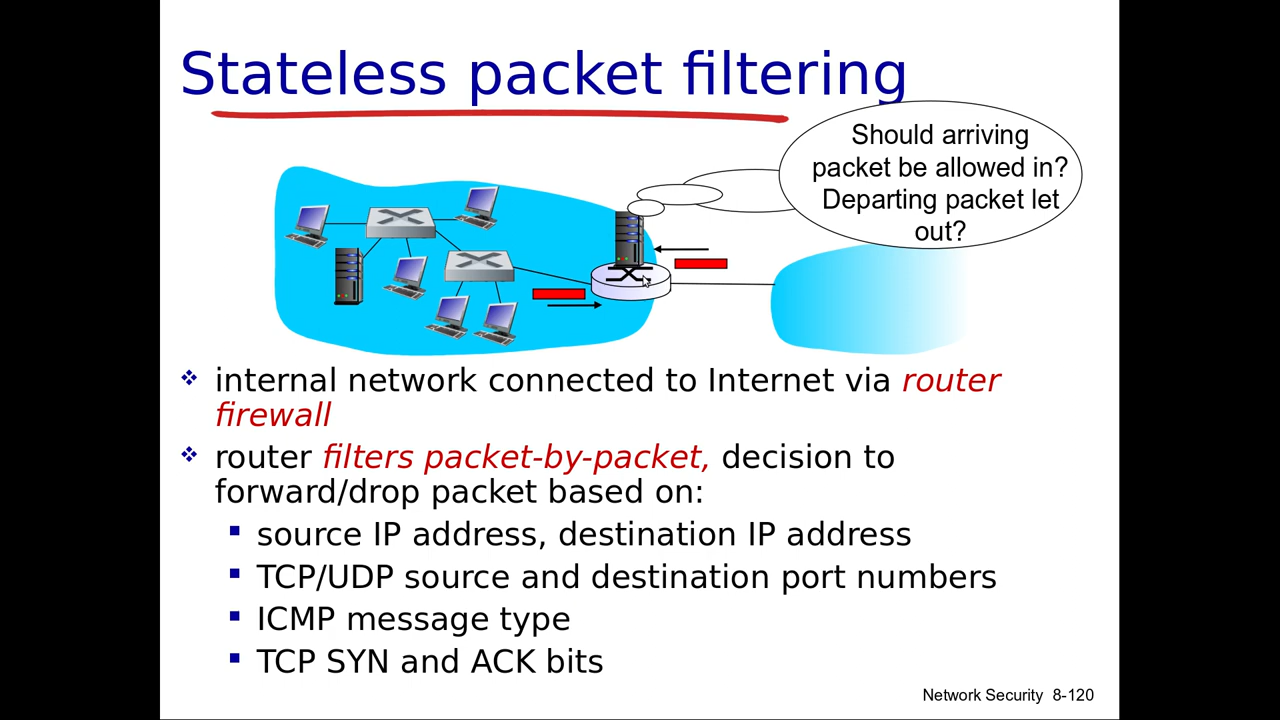 Stateless packet filtering
Should arriving
packet be allowed in?
Departing packet let
out?
internal network connected to Internet via router
firewall
router filters packet-by-packet, decision to
forward/drop packet based on:
source IP address, destination IP address
TCP/UDP source and destination port numbers
ICMP message type
TCP SYN and ACK bits
Network Security 8-120